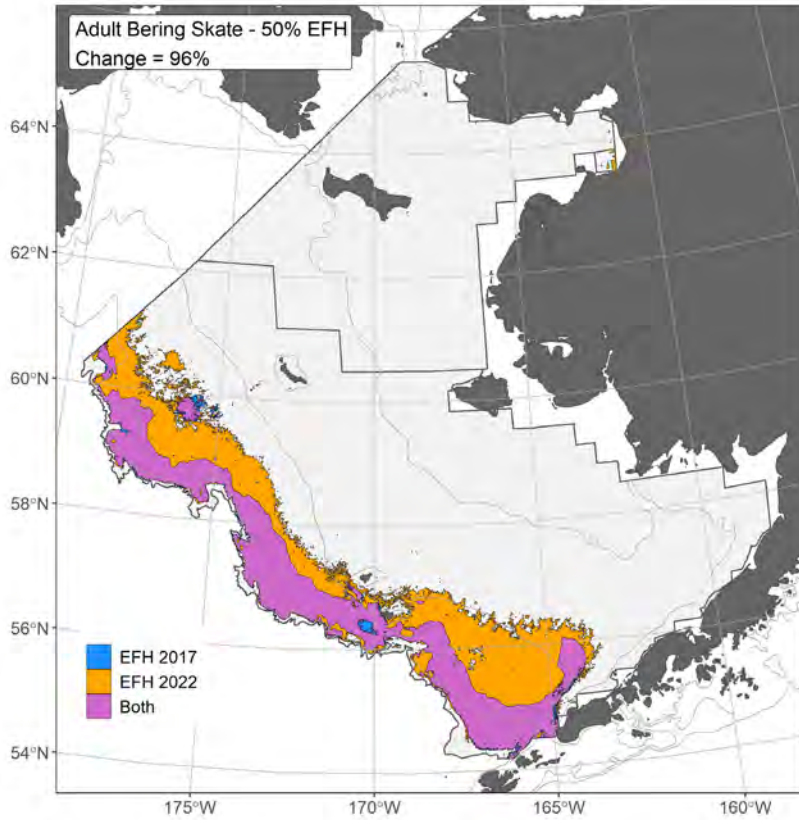 Adult Bering Skate - 50% EFH
Change = 96%
64°N
62°N
60°N
58°N
56°N
54°N
EFH 2017
EFH 2022
Both
175°W
170°W
165°W
160°W